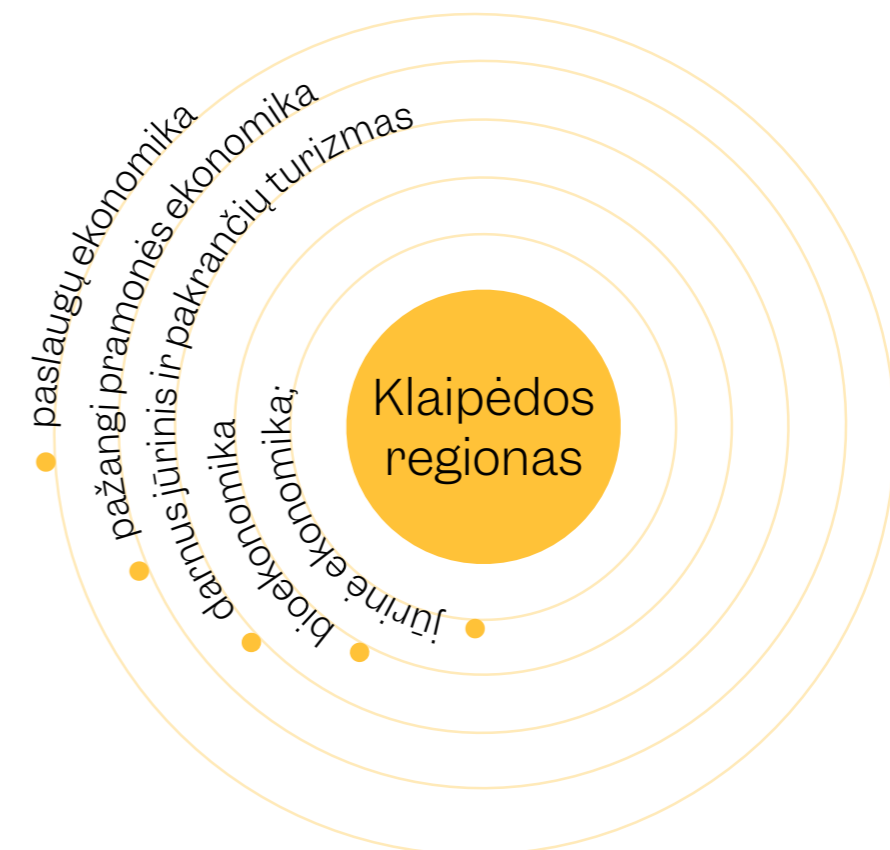 paslaugų ekonomika
pažangi pramonės ekonomika
darnus jūrinis ir pakrančių turizmas
bioekonomika
jūrinė ekonomika;
Klaipėdos
regionas